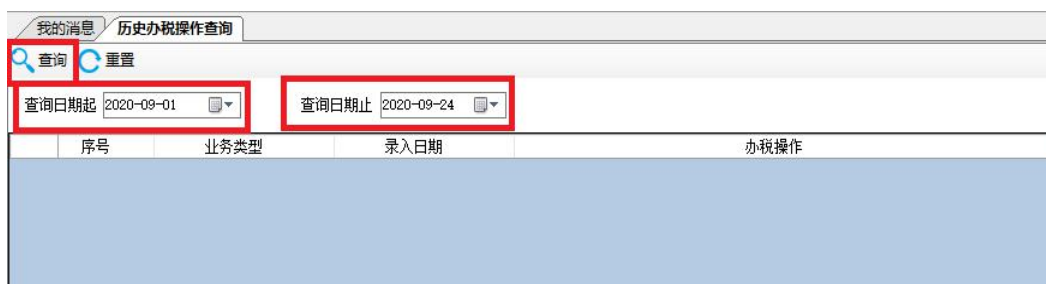 我的消息 历史办税操作查询
查询 重置
查询日期起 2020-09-01 查询日期止 2020-09-24
序号 业务类型 录入日期 办税操作